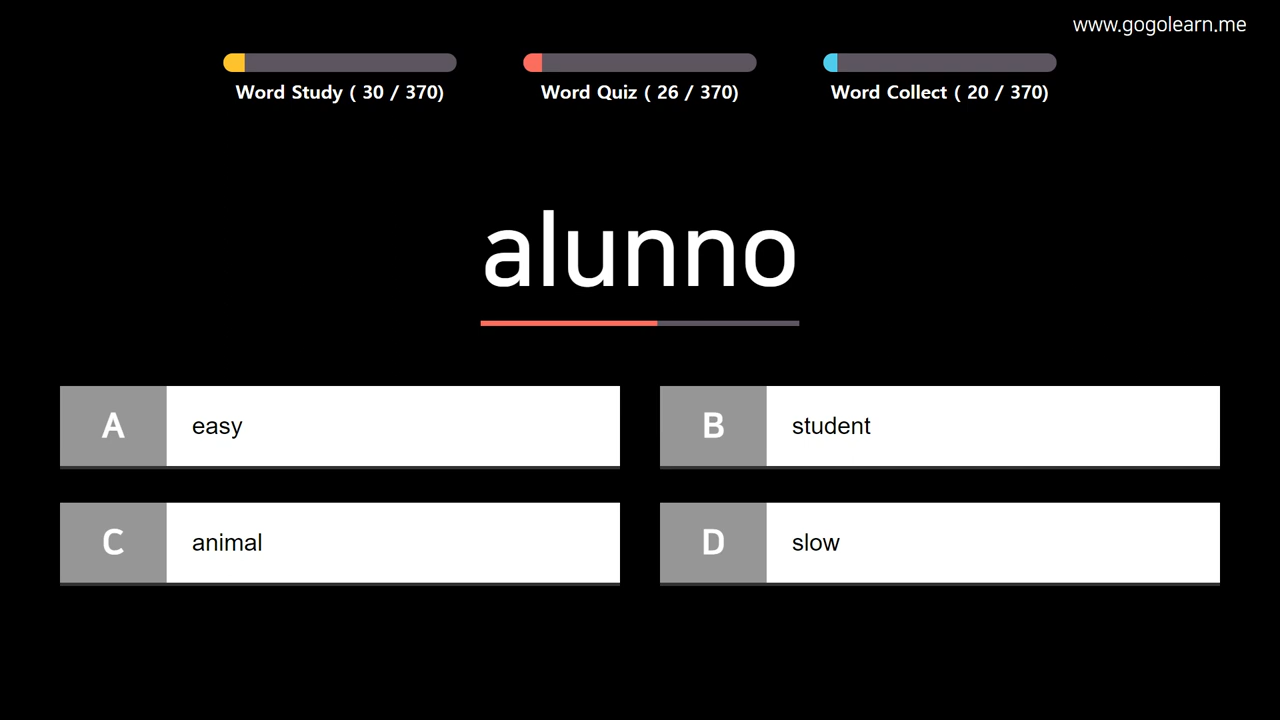 www.gogolearn.me
Word Study ( 30 / 370)
Word Quiz ( 26 / 370)
Word Collect ( 20 / 370)
alunno
A easy
B student
C animal
D slow